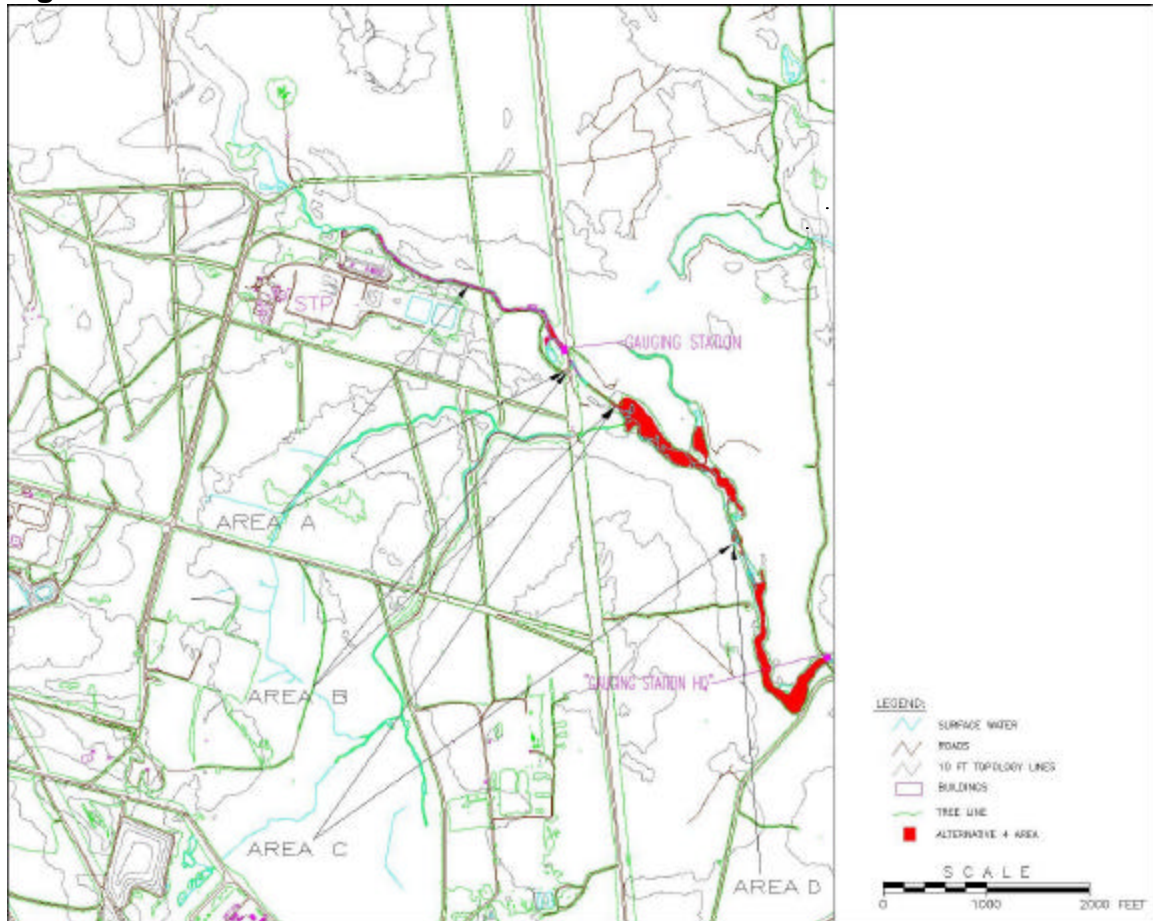 STP
GAUGING STATION
AREA A
AREA B
"GAUGING STATION HQ"
AREA C
AREA D
LEGEND:
SURFACE WATER
ROADS
10 FT TOPOLOGY LINES
BUILDINGS
TREE LINE
ALTERNATIVE 4 AREA
SCALE
0 1000 2000 FEET